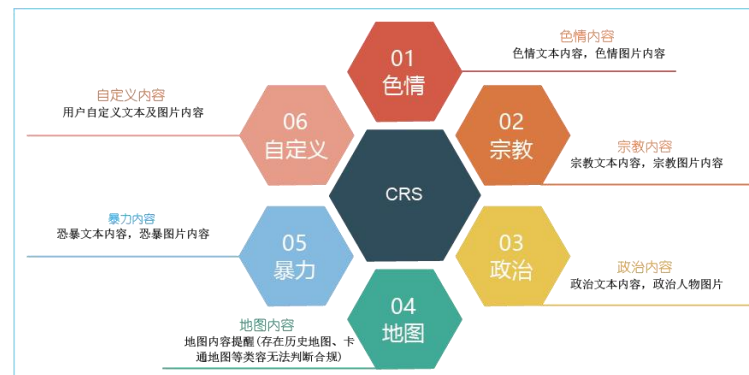 CRS
01
色情
色情内容
色情文本内容，色情图片内容
02
宗教
宗教内容
宗教文本内容，宗教图片内容
03
政治
政治内容
政治文本内容，政治人物图片
04
地图
地图内容
地图内容提醒(存在历史地图、卡
通地图等类容无法判断合规)
05
暴力
暴力内容
恐暴文本内容，恐暴图片内容
06
自定义
自定义内容
用户自定义文本及图片内容